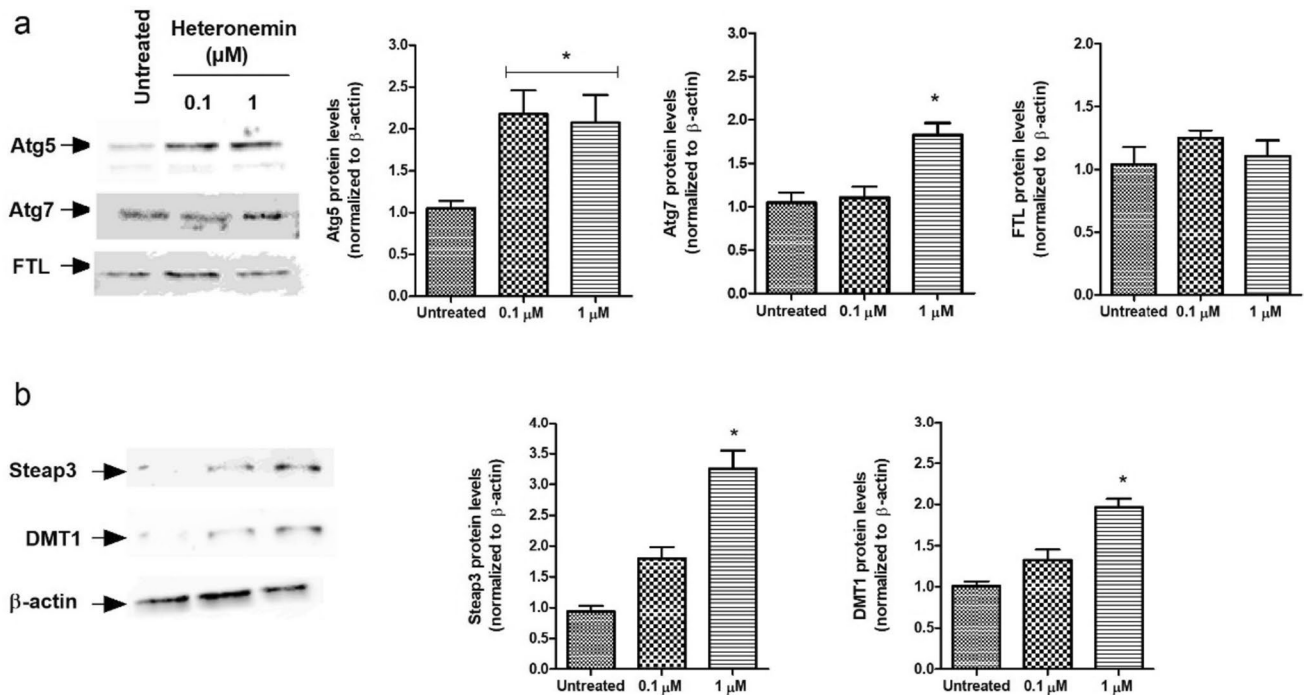 a
Untreated
Heteronemin
(µM)
0.1 1
Atg5
Atg7
FTL
Atg5 protein levels
(normalized to β-actin)
3.0
2.5
2.0
1.5
1.0
0.5
0.0
*
Untreated 0.1 µM 1 µM
Atg7 protein levels
(normalized to β-actin)
3.0
2.5
2.0
1.5
1.0
0.5
0.0
*
Untreated 0.1 µM 1 µM
FTL protein levels
(normalized to β-actin)
2.0
1.5
1.0
0.5
0.0
Untreated 0.1 µM 1 µM
b
Steap3
DMT1
β-actin
Steap3 protein levels
(normalized to β-actin)
4.0
3.5
3.0
2.5
2.0
1.5
1.0
0.5
0.0
*
Untreated 0.1 µM 1 µM
DMT1 protein levels
(normalized to β-actin)
3.0
2.5
2.0
1.5
1.0
0.5
0.0
*
Untreated 0.1 µM 1 µM